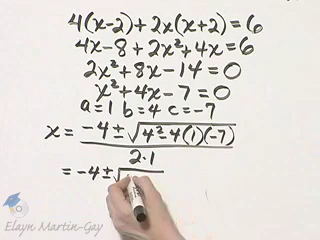 4(x-2)+2x(x+2)=6
4x-8+2x²+4x=6
2x²+8x-14=0
x²+4x-7=0
a=1 b=4 c=-7
x = (-4±√(4²-4(1)(-7)))/(2·1)
= -4±√
Elayn Martin-Gay